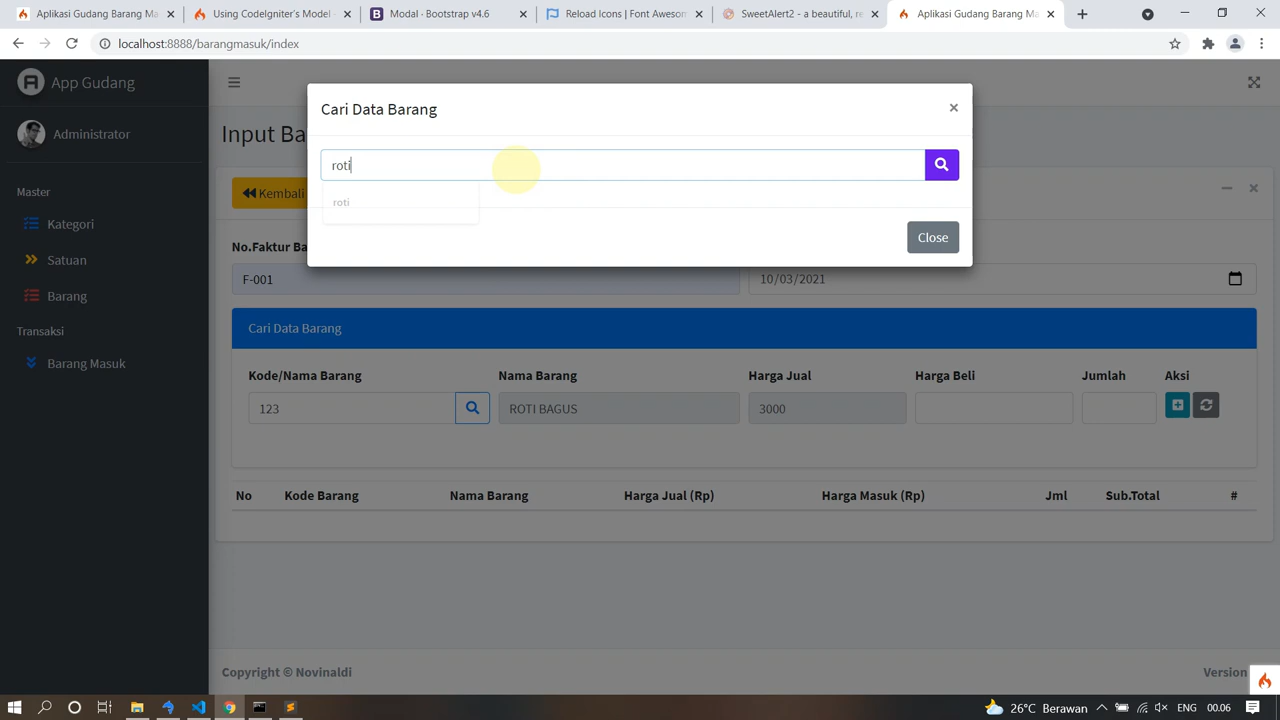 Aplikasi Gudang Barang Ma
Using CodeIgniter's Model
Modal · Bootstrap v4.6
Reload Icons | Font Aweson
SweetAlert2 - a beautiful, re
Aplikasi Gudang Barang Ma
localhost:8888/barangmasuk/index
App Gudang
Administrator
Master
Kategori
Satuan
Barang
Transaksi
Barang Masuk
Input Ba
Kembali
Cari Data Barang
×
roti
roti
Close
No.Faktur Ba
F-001
10/03/2021
Cari Data Barang
Kode/Nama Barang
Nama Barang
Harga Jual
Harga Beli
Jumlah
Aksi
123
ROTI BAGUS
3000
No
Kode Barang
Nama Barang
Harga Jual (Rp)
Harga Masuk (Rp)
Jml
Sub.Total
#
Copyright © Novinaldi
Version
26°C Berawan
ENG
00.06